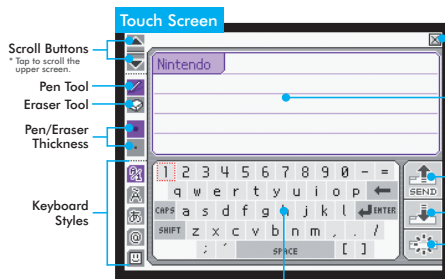 Touch Screen
Scroll Buttons
* Tap to scroll the
upper screen.
Pen Tool
Eraser Tool
Pen/Eraser
Thickness
Keyboard
Styles
Nintendo
1 2 3 4 5 6 7 8 9 0 - =
q w e r t y u i o p
CAPS a s d f g h j k l ENTER
SHIFT z x c v b n m , . /
; ´ SPACE [ ]
SEND